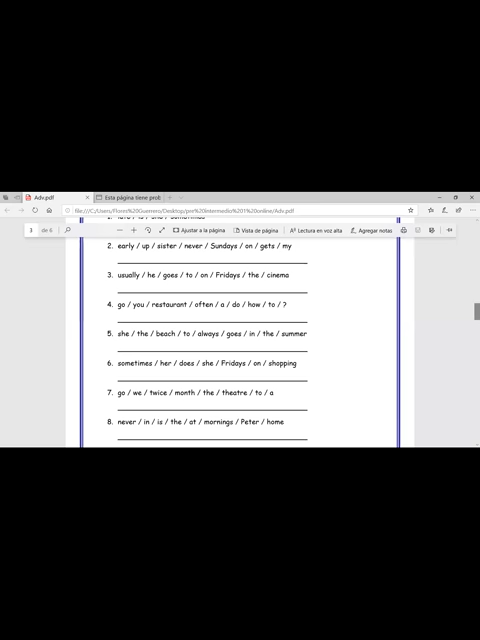 Adv.pdf
Esta página tiene prob
file:///C:/Users/Flores%20Guerrero/Desktop/pre%20intermedio%201%20online/Adv.pdf
3 de 6 Ajustar a la página Vista de página Lectura en voz alta Agregar notas
2. early / up / sister / never / Sundays / on / gets / my
3. usually / he / goes / to / on / Fridays / the / cinema
4. go / you / restaurant / often / a / do / how / to / ?
5. she / the / beach / to / always / goes / in / the / summer
6. sometimes / her / does / she / Fridays / on / shopping
7. go / we / twice / month / the / theatre / to / a
8. never / in / is / the / at / mornings / Peter / home